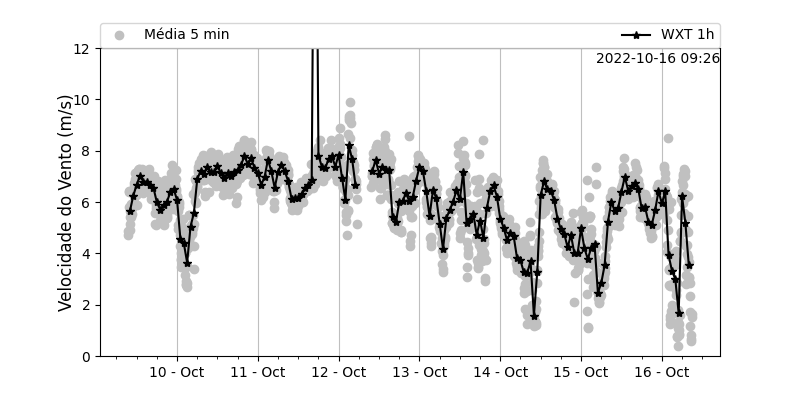 Média 5 min
WXT 1h
2022-10-16 09:26
Velocidade do Vento (m/s)
12
10
8
6
4
2
0
10 - Oct
11 - Oct
12 - Oct
13 - Oct
14 - Oct
15 - Oct
16 - Oct